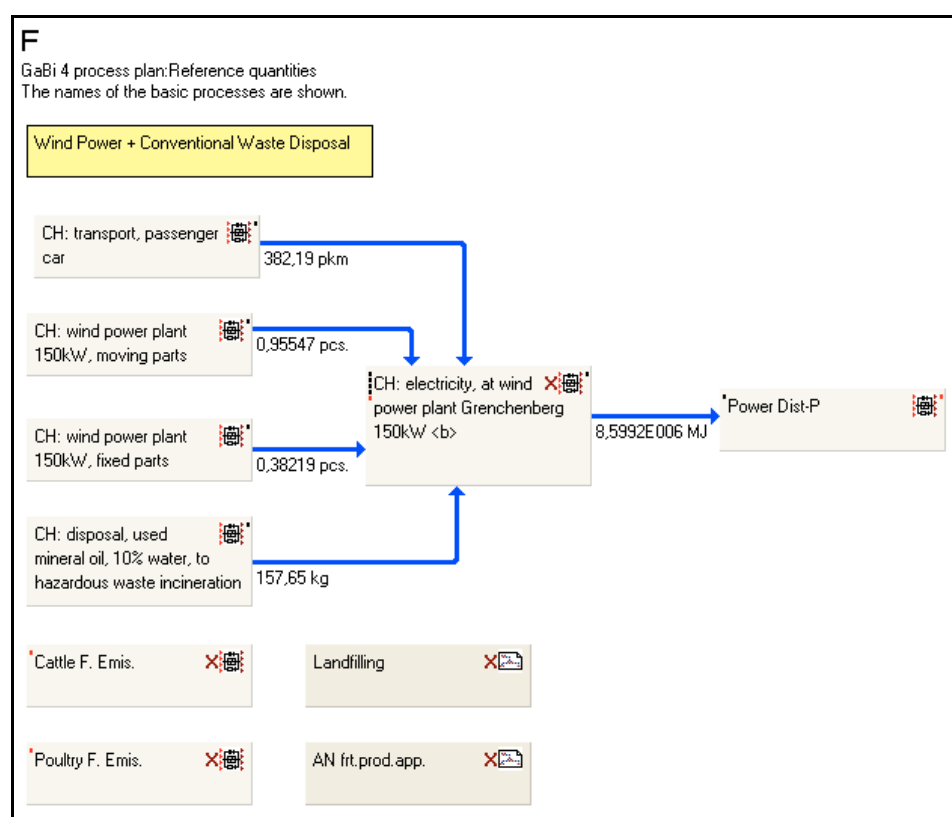 F
GaBi 4 process plan:Reference quantities
The names of the basic processes are shown.
Wind Power + Conventional Waste Disposal
CH: transport, passenger
car
382,19 pkm
CH: wind power plant
150kW, moving parts
0,95547 pcs.
CH: electricity, at wind
power plant Grenchenberg
150kW <b>
8,5992E006 MJ
Power Dist-P
CH: wind power plant
150kW, fixed parts
0,38219 pcs.
CH: disposal, used
mineral oil, 10% water, to
hazardous waste incineration
157,65 kg
Cattle F. Emis.
Landfilling
Poultry F. Emis.
AN frt.prod.app.